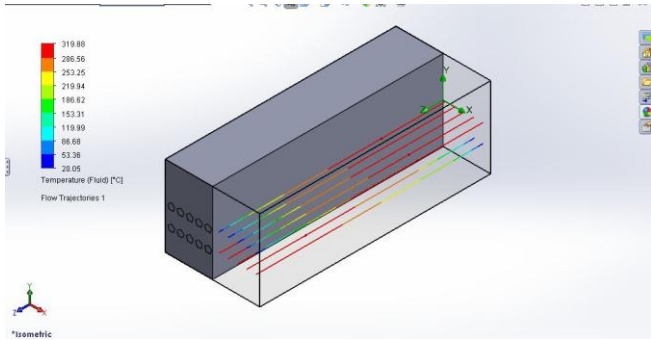 319.88
286.56
253.25
219.94
186.62
153.31
119.99
86.68
53.36
20.05
Temperature (Fluid) [°C]
Flow Trajectories 1
Y
Z
X
Y
Z
X
*Isometric